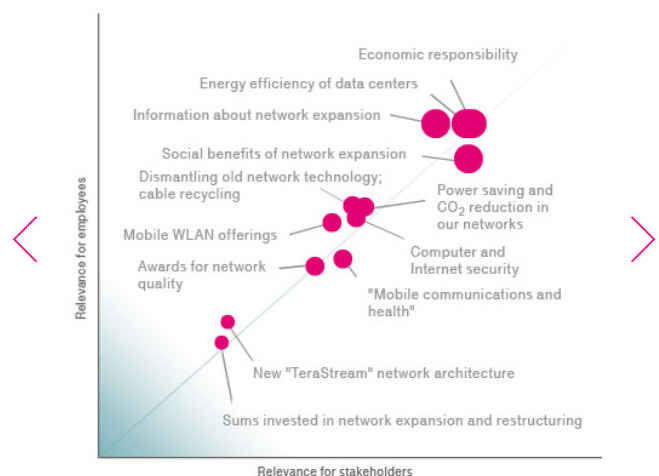 Economic responsibility
Energy efficiency of data centers
Information about network expansion
Social benefits of network expansion
Dismantling old network technology;
cable recycling
Power saving and
CO₂ reduction in
our networks
Mobile WLAN offerings
Computer and
Internet security
Awards for network
quality
"Mobile communications and
health"
New "TeraStream" network architecture
Sums invested in network expansion and restructuring
Relevance for employees
Relevance for stakeholders